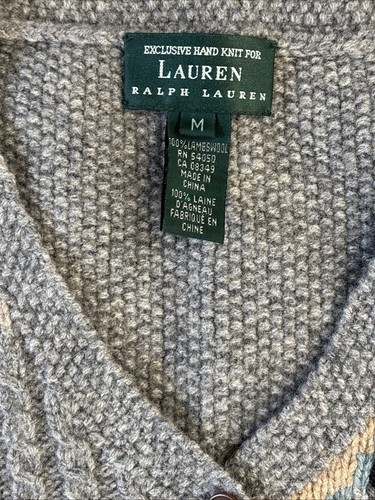 EXCLUSIVE HAND KNIT FOR
LAUREN
RALPH LAUREN
M
100%LAMBSWOOL
RN 54050
CA 08349
MADE IN
CHINA
100% LAINE
D'AGNEAU
FABRIQUE EN
CHINE